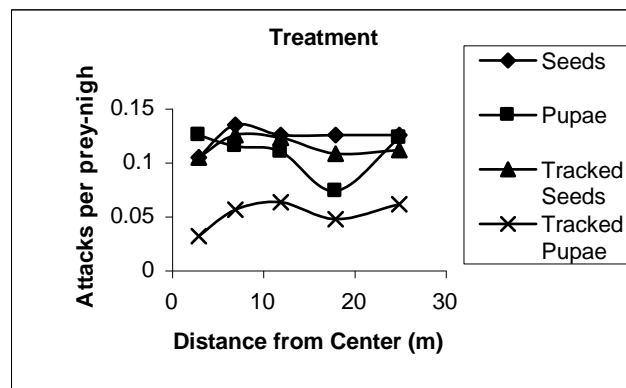 Treatment
Attacks per prey-nigh
0.15
0.1
0.05
0
0
10
20
30
Distance from Center (m)
Seeds
Pupae
Tracked
Seeds
Tracked
Pupae